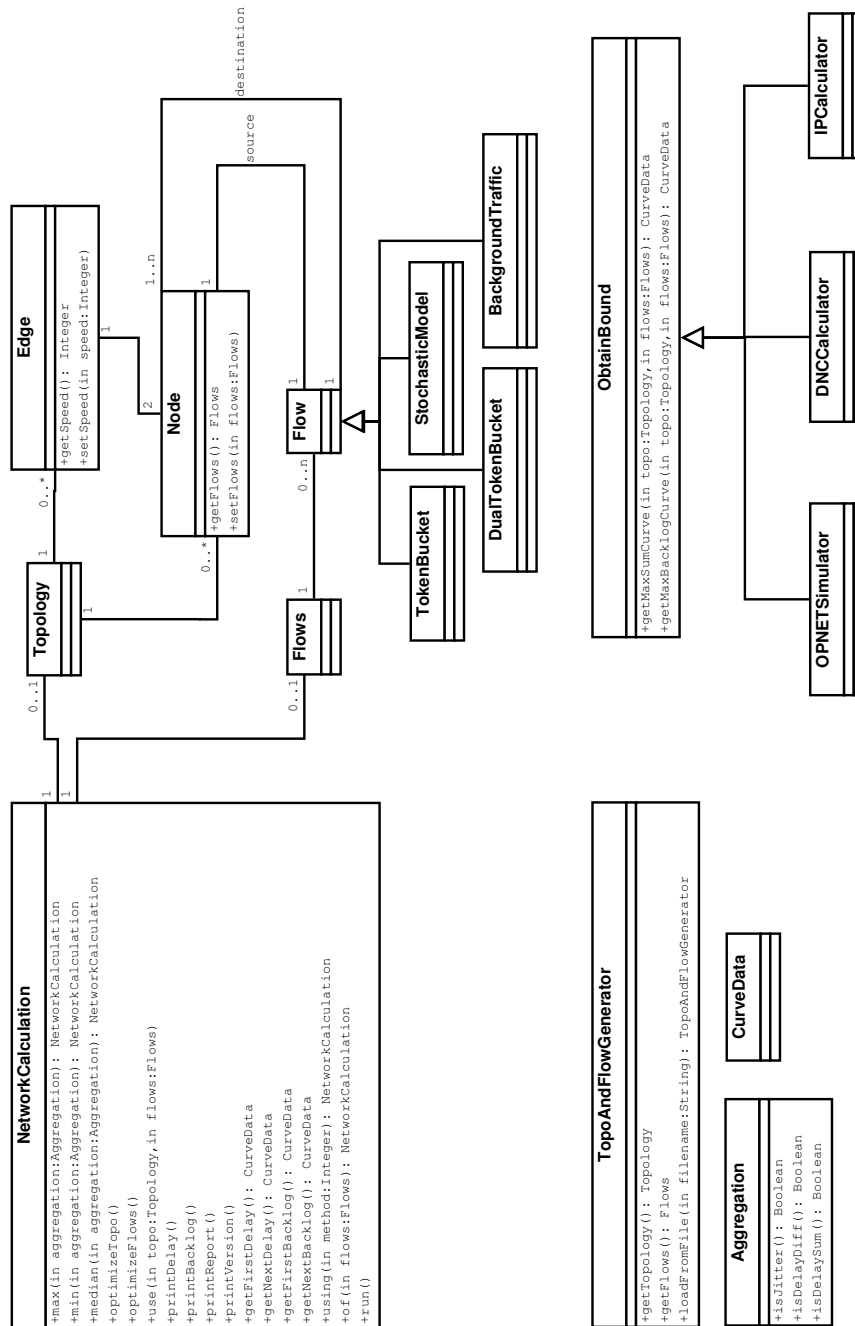 NetworkCalculation
+max(in aggregation:Aggregation): NetworkCalculation
+min(in aggregation:Aggregation): NetworkCalculation
+median(in aggregation:Aggregation): NetworkCalculation
+optimizeTopo()
+optimizeFlows()
+use(in topo:Topology,in flows:Flows)
+printDelay()
+printBacklog()
+printReport()
+printVersion()
+getFirstDelay(): CurveData
+getNextDelay(): CurveData
+getFirstBacklog(): CurveData
+getNextBacklog(): CurveData
+using(in method:Integer): NetworkCalculation
+of(in flows:Flows): NetworkCalculation
+run()
1
1
0..1
Topology
1
1
0..*
Edge
+getSpeed(): Integer
+setSpeed(in speed:Integer)
1
2
0..*
Node
+getFlows(): Flows
+setFlows(in flows:Flows)
1..n
1
destination
source
0..1
Flows
1
0..n
Flow
1
1
TokenBucket
DualTokenBucket
StochasticModel
BackgroundTraffic
TopoAndFlowGenerator
+getTopology(): Topology
+getFlows(): Flows
+loadFromFile(in filename:String): TopoAndFlowGenerator
Aggregation
+isJitter(): Boolean
+isDelayDiff(): Boolean
+isDelaySum(): Boolean
CurveData
ObtainBound
+getMaxSumCurve(in topo:Topology,in flows:Flows): CurveData
+getMaxBacklogCurve(in topo:Topology,in flows:Flows): CurveData
OPNETSimulator
DNCCalculator
IPCalculator